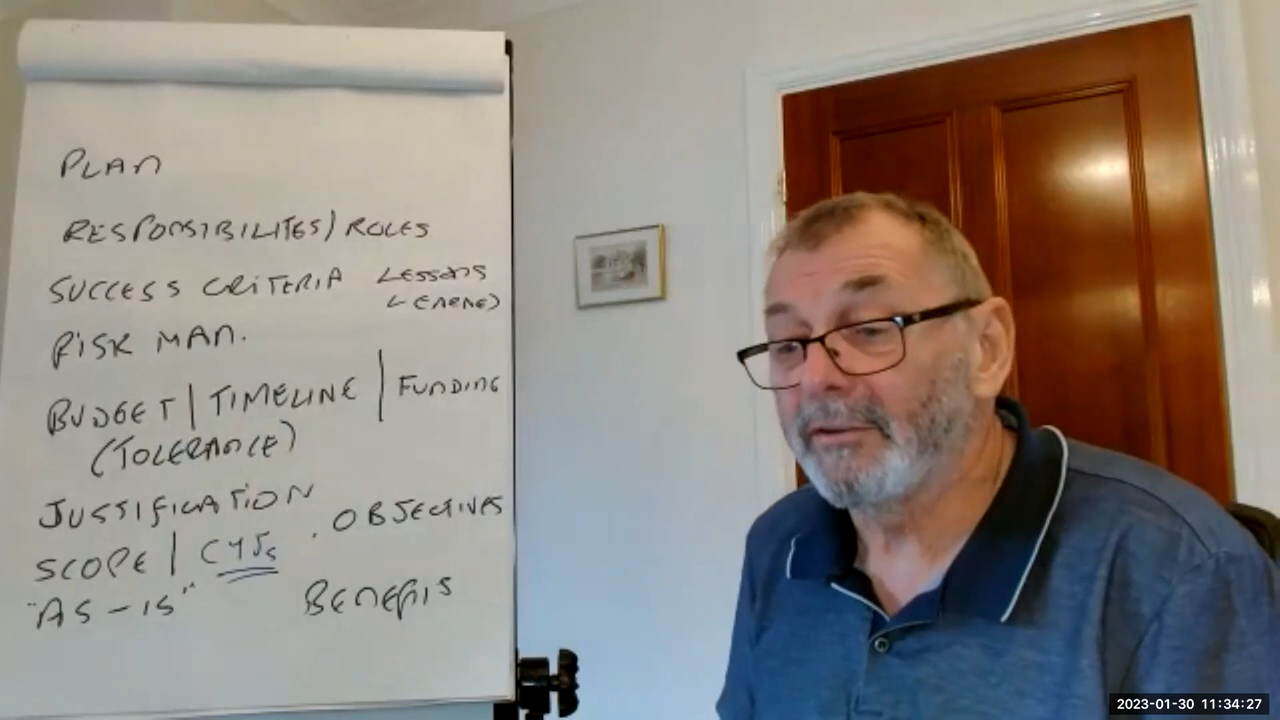 PLAN
RESPONSIBILITES/ROLES
SUCCESS CRITERIA LESSONS
LEARNED
RISK MAN.
BUDGET | TIMELINE | FUNDING
(TOLERANCE)
JUSTIFICATION
. OBJECTIVES
SCOPE |
"AS-IS"
BENEFITS
2023-01-30 11:34:27